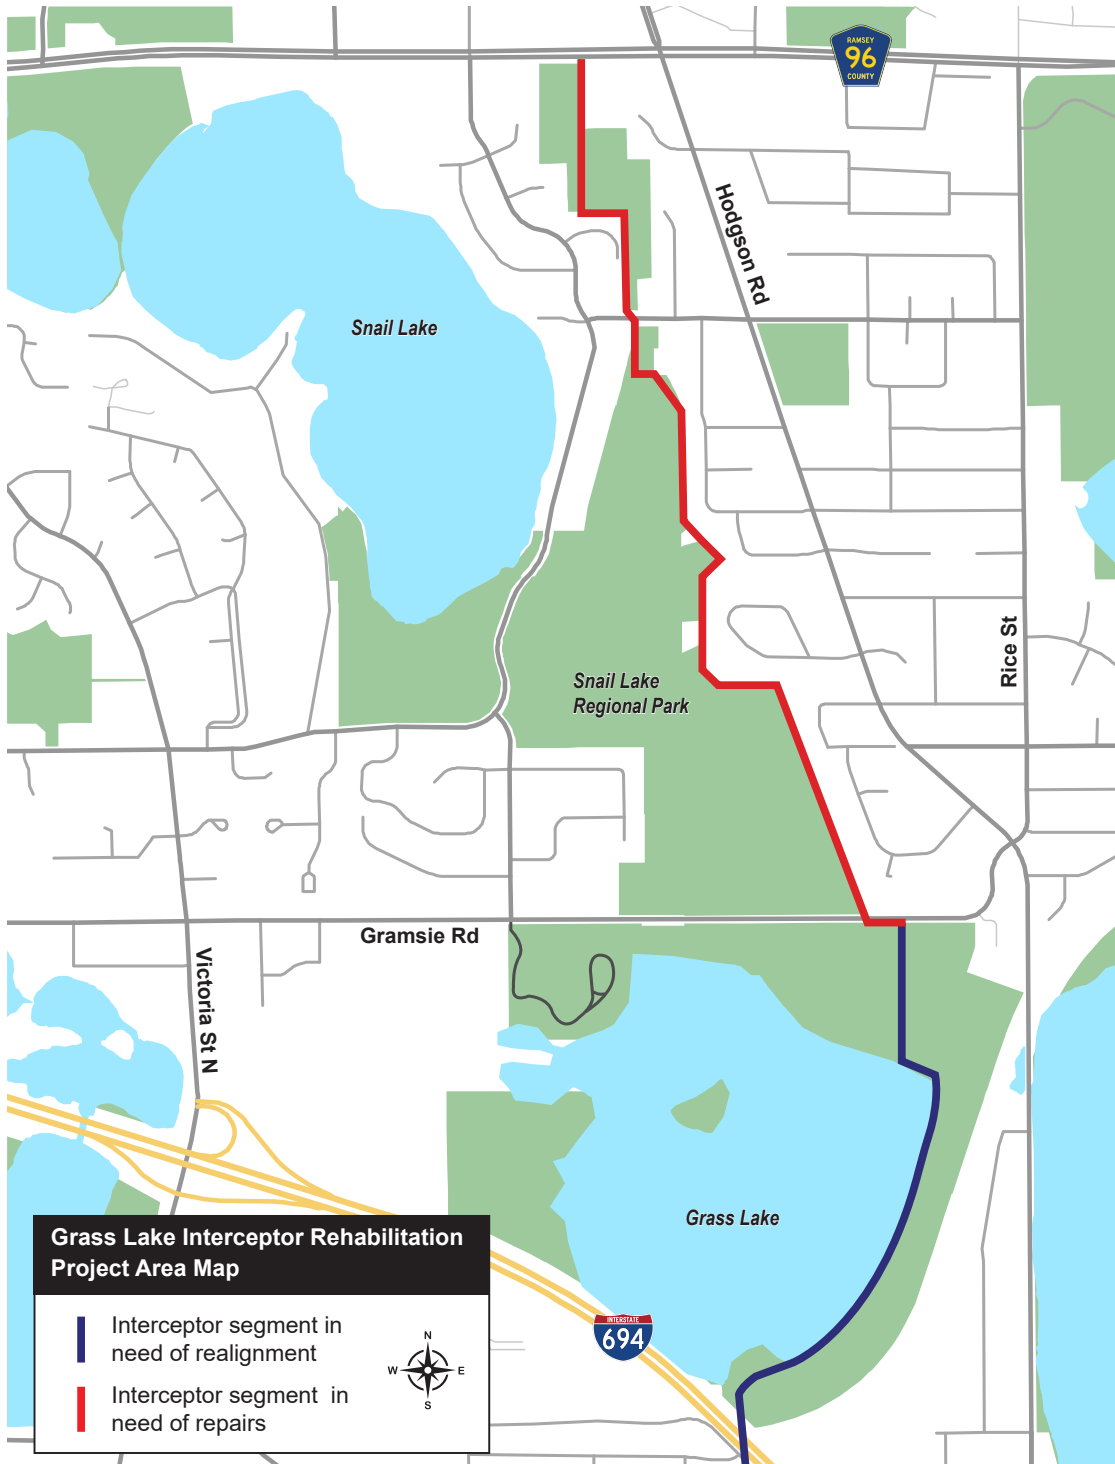 RAMSEY
96
COUNTY
Hodgson Rd
Snail Lake
Rice St
Snail Lake
Regional Park
Gramsie Rd
Victoria St N
Grass Lake
INTERSTATE
694
Grass Lake Interceptor Rehabilitation
Project Area Map
Interceptor segment in
need of realignment
Interceptor segment in
need of repairs
N
W E
S